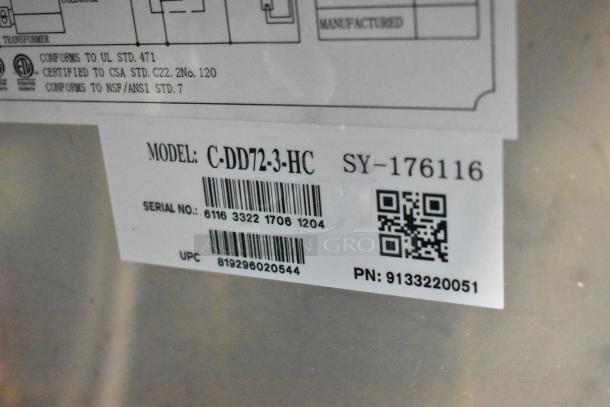 TRANSFORMER
MANUFACTURED
CONFORMS TO UL STD. 471
CERTIFIED TO CSA STD. C22.2No. 120
CONFORMS TO NSF/ANSI STD. 7
MODEL: C-DD72-3-HC SY-176116
SERIAL NO.: 6116 3322 1706 1204
UPC 819296020544
PN: 9133220051